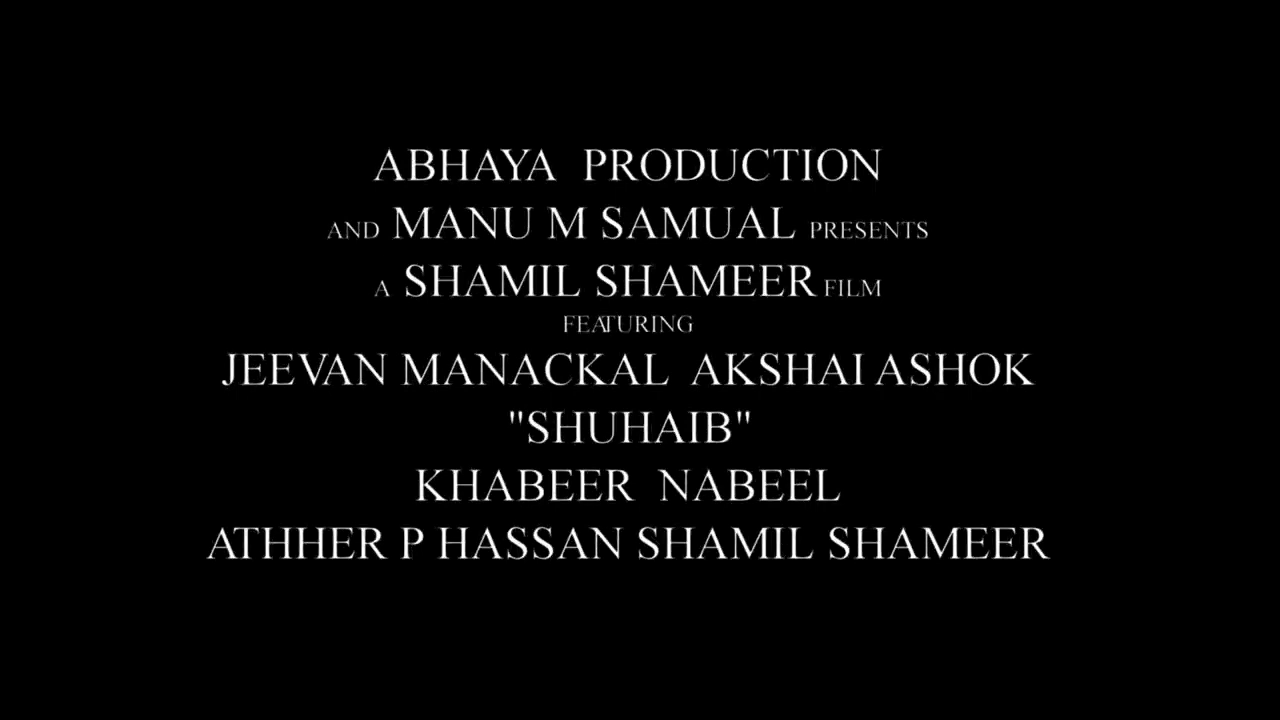 ABHAYA PRODUCTION
AND MANU M SAMUAL PRESENTS
A SHAMIL SHAMEER FILM
FEATURING
JEEVAN MANACKAL AKSHAI ASHOK
"SHUHAIB"
KHABEER NABEEL
ATHHER P HASSAN SHAMIL SHAMEER